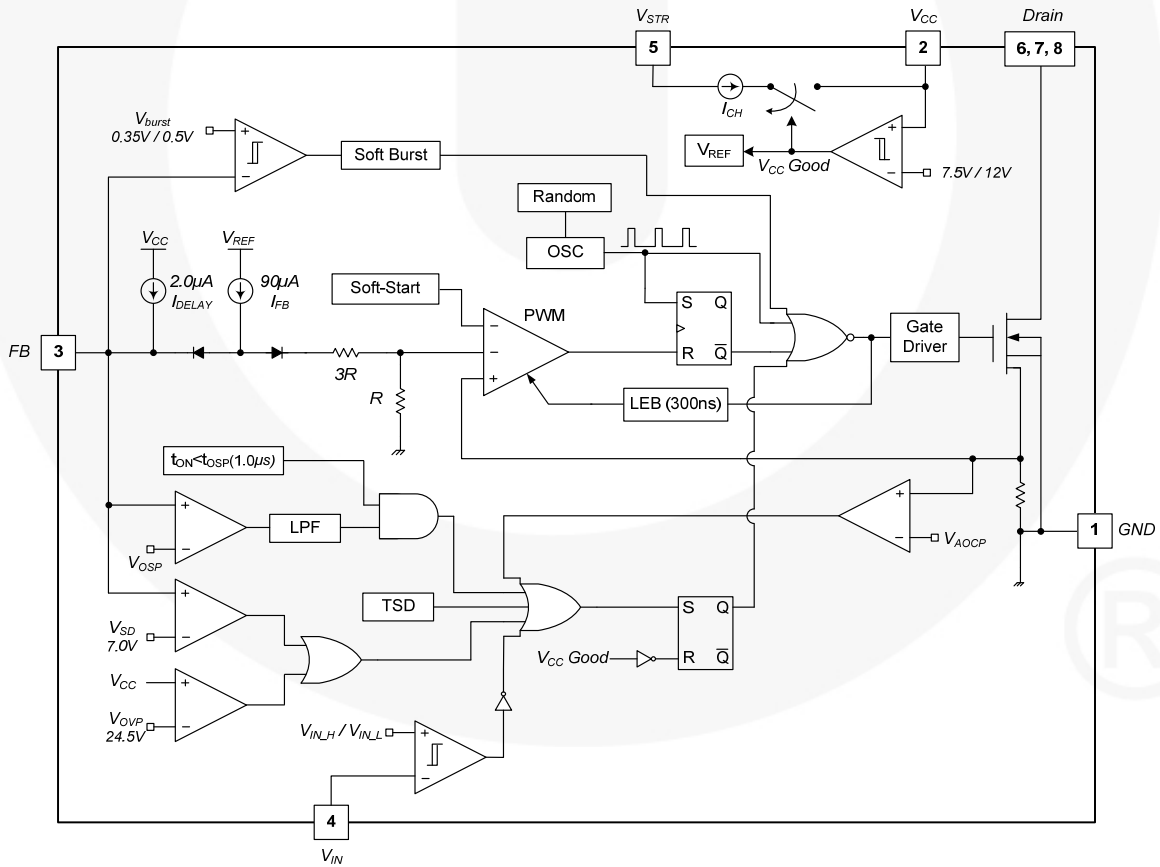 VSTR
VCC
Drain
5
2
6, 7, 8
ICH
Vburst
0.35V / 0.5V
+
−
Soft Burst
VREF
VCC Good
+
−
7.5V / 12V
Random
OSC
VCC
VREF
2.0µA
IDELAY
90µA
IFB
Soft-Start
PWM
−
−
+
S Q
R Q̅
Gate
Driver
FB
3
3R
R
LEB (300ns)
tON<tOSP(1.0µs)
+
−
VOSP
LPF
+
−
VAOCP
1
GND
+
−
VSD
7.0V
TSD
S Q
R Q̅
VCC Good
VCC
+
−
VOVP
24.5V
VIN_H / VIN_L
+
−
4
VIN
®